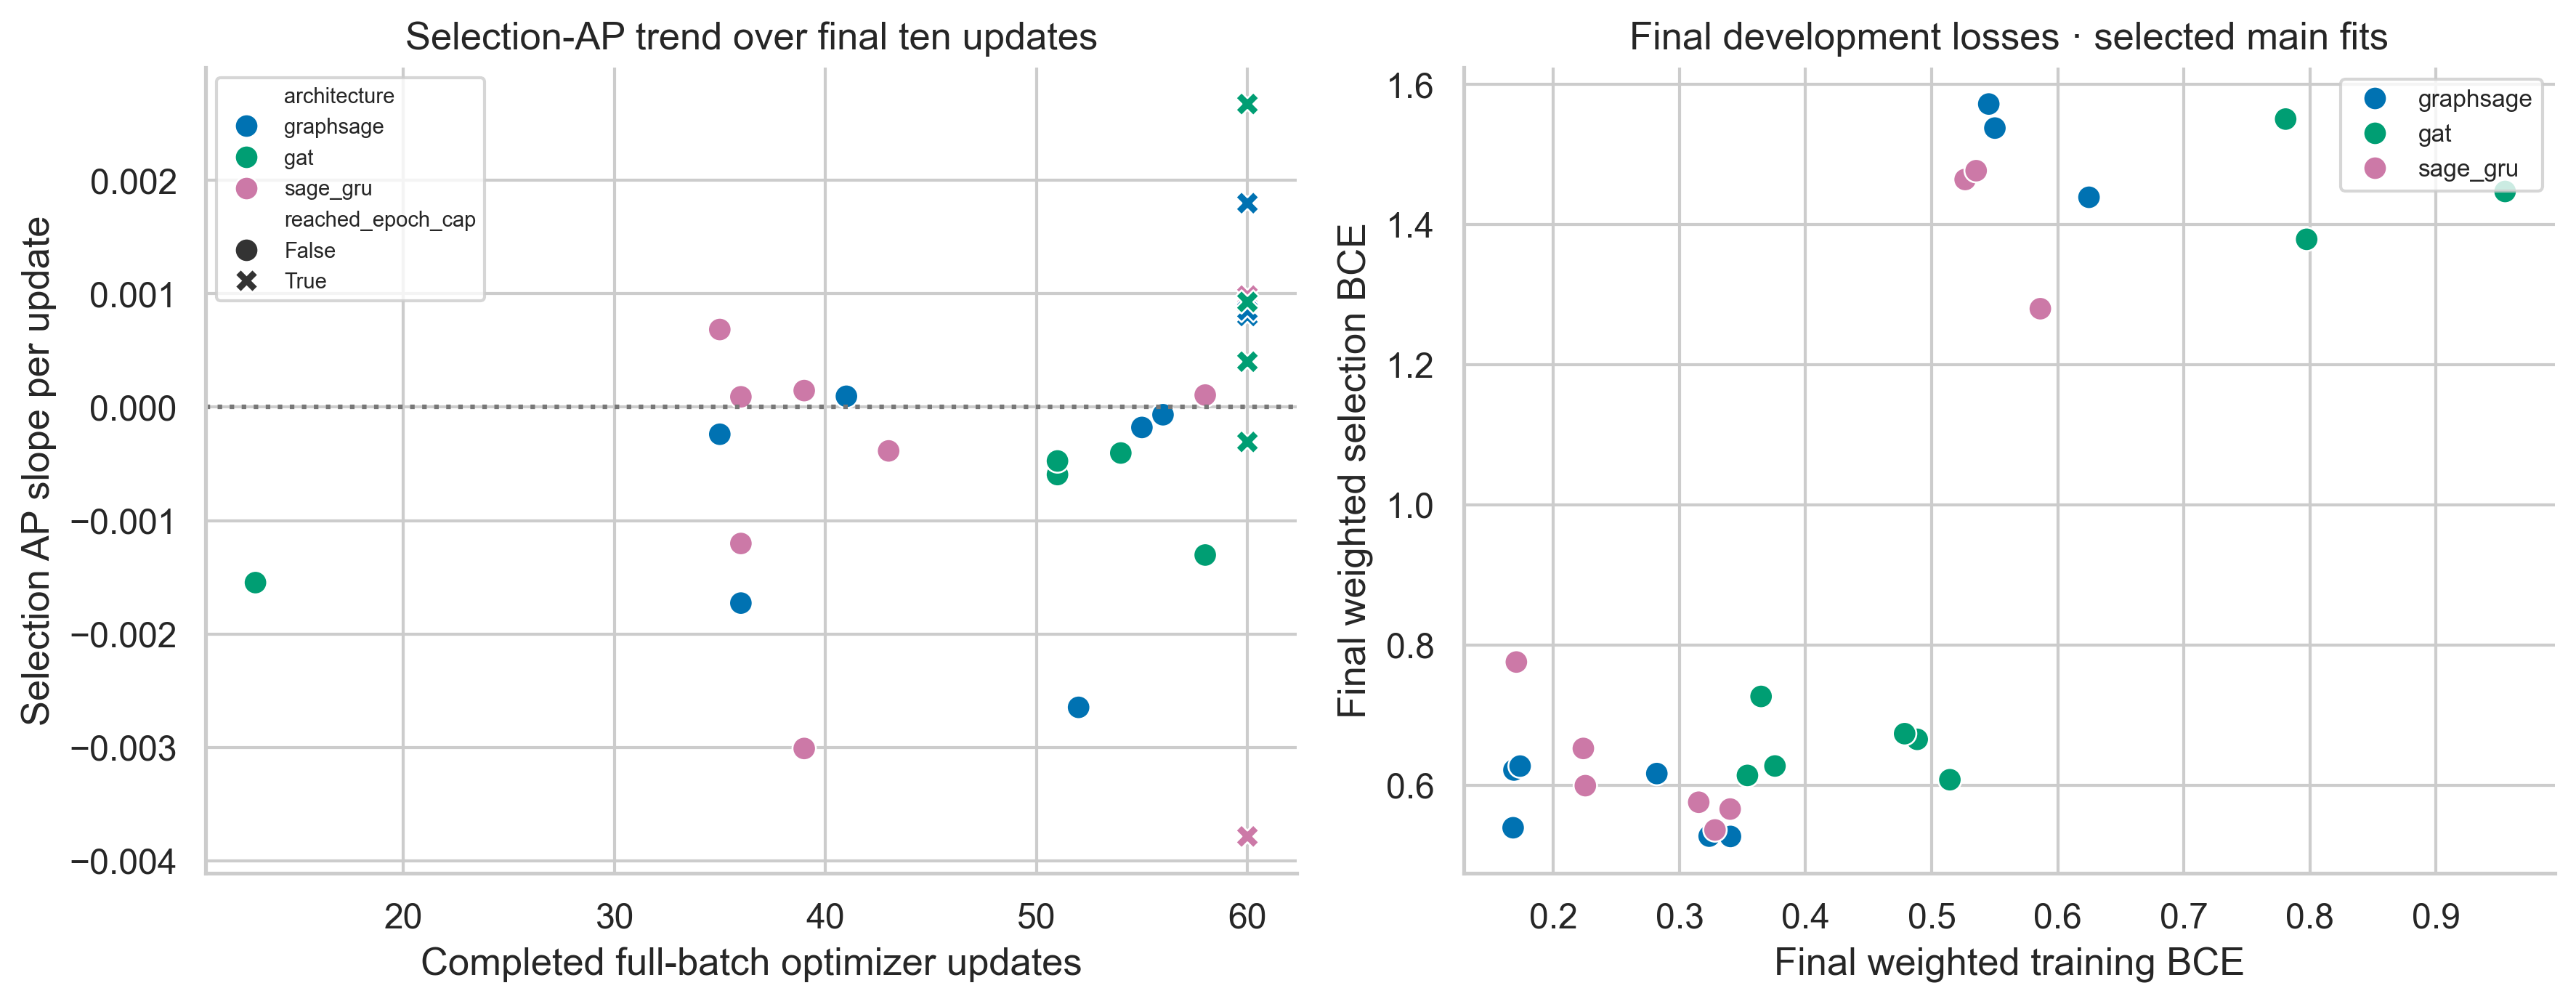 Selection-AP trend over final ten updates
architecture
graphsage
gat
sage_gru
reached_epoch_cap
False
True
0.002
0.001
0.000
−0.001
−0.002
−0.003
−0.004
Selection AP slope per update
20
30
40
50
60
Completed full-batch optimizer updates
Final development losses · selected main fits
graphsage
gat
sage_gru
1.6
1.4
1.2
1.0
0.8
0.6
Final weighted selection BCE
0.2
0.3
0.4
0.5
0.6
0.7
0.8
0.9
Final weighted training BCE